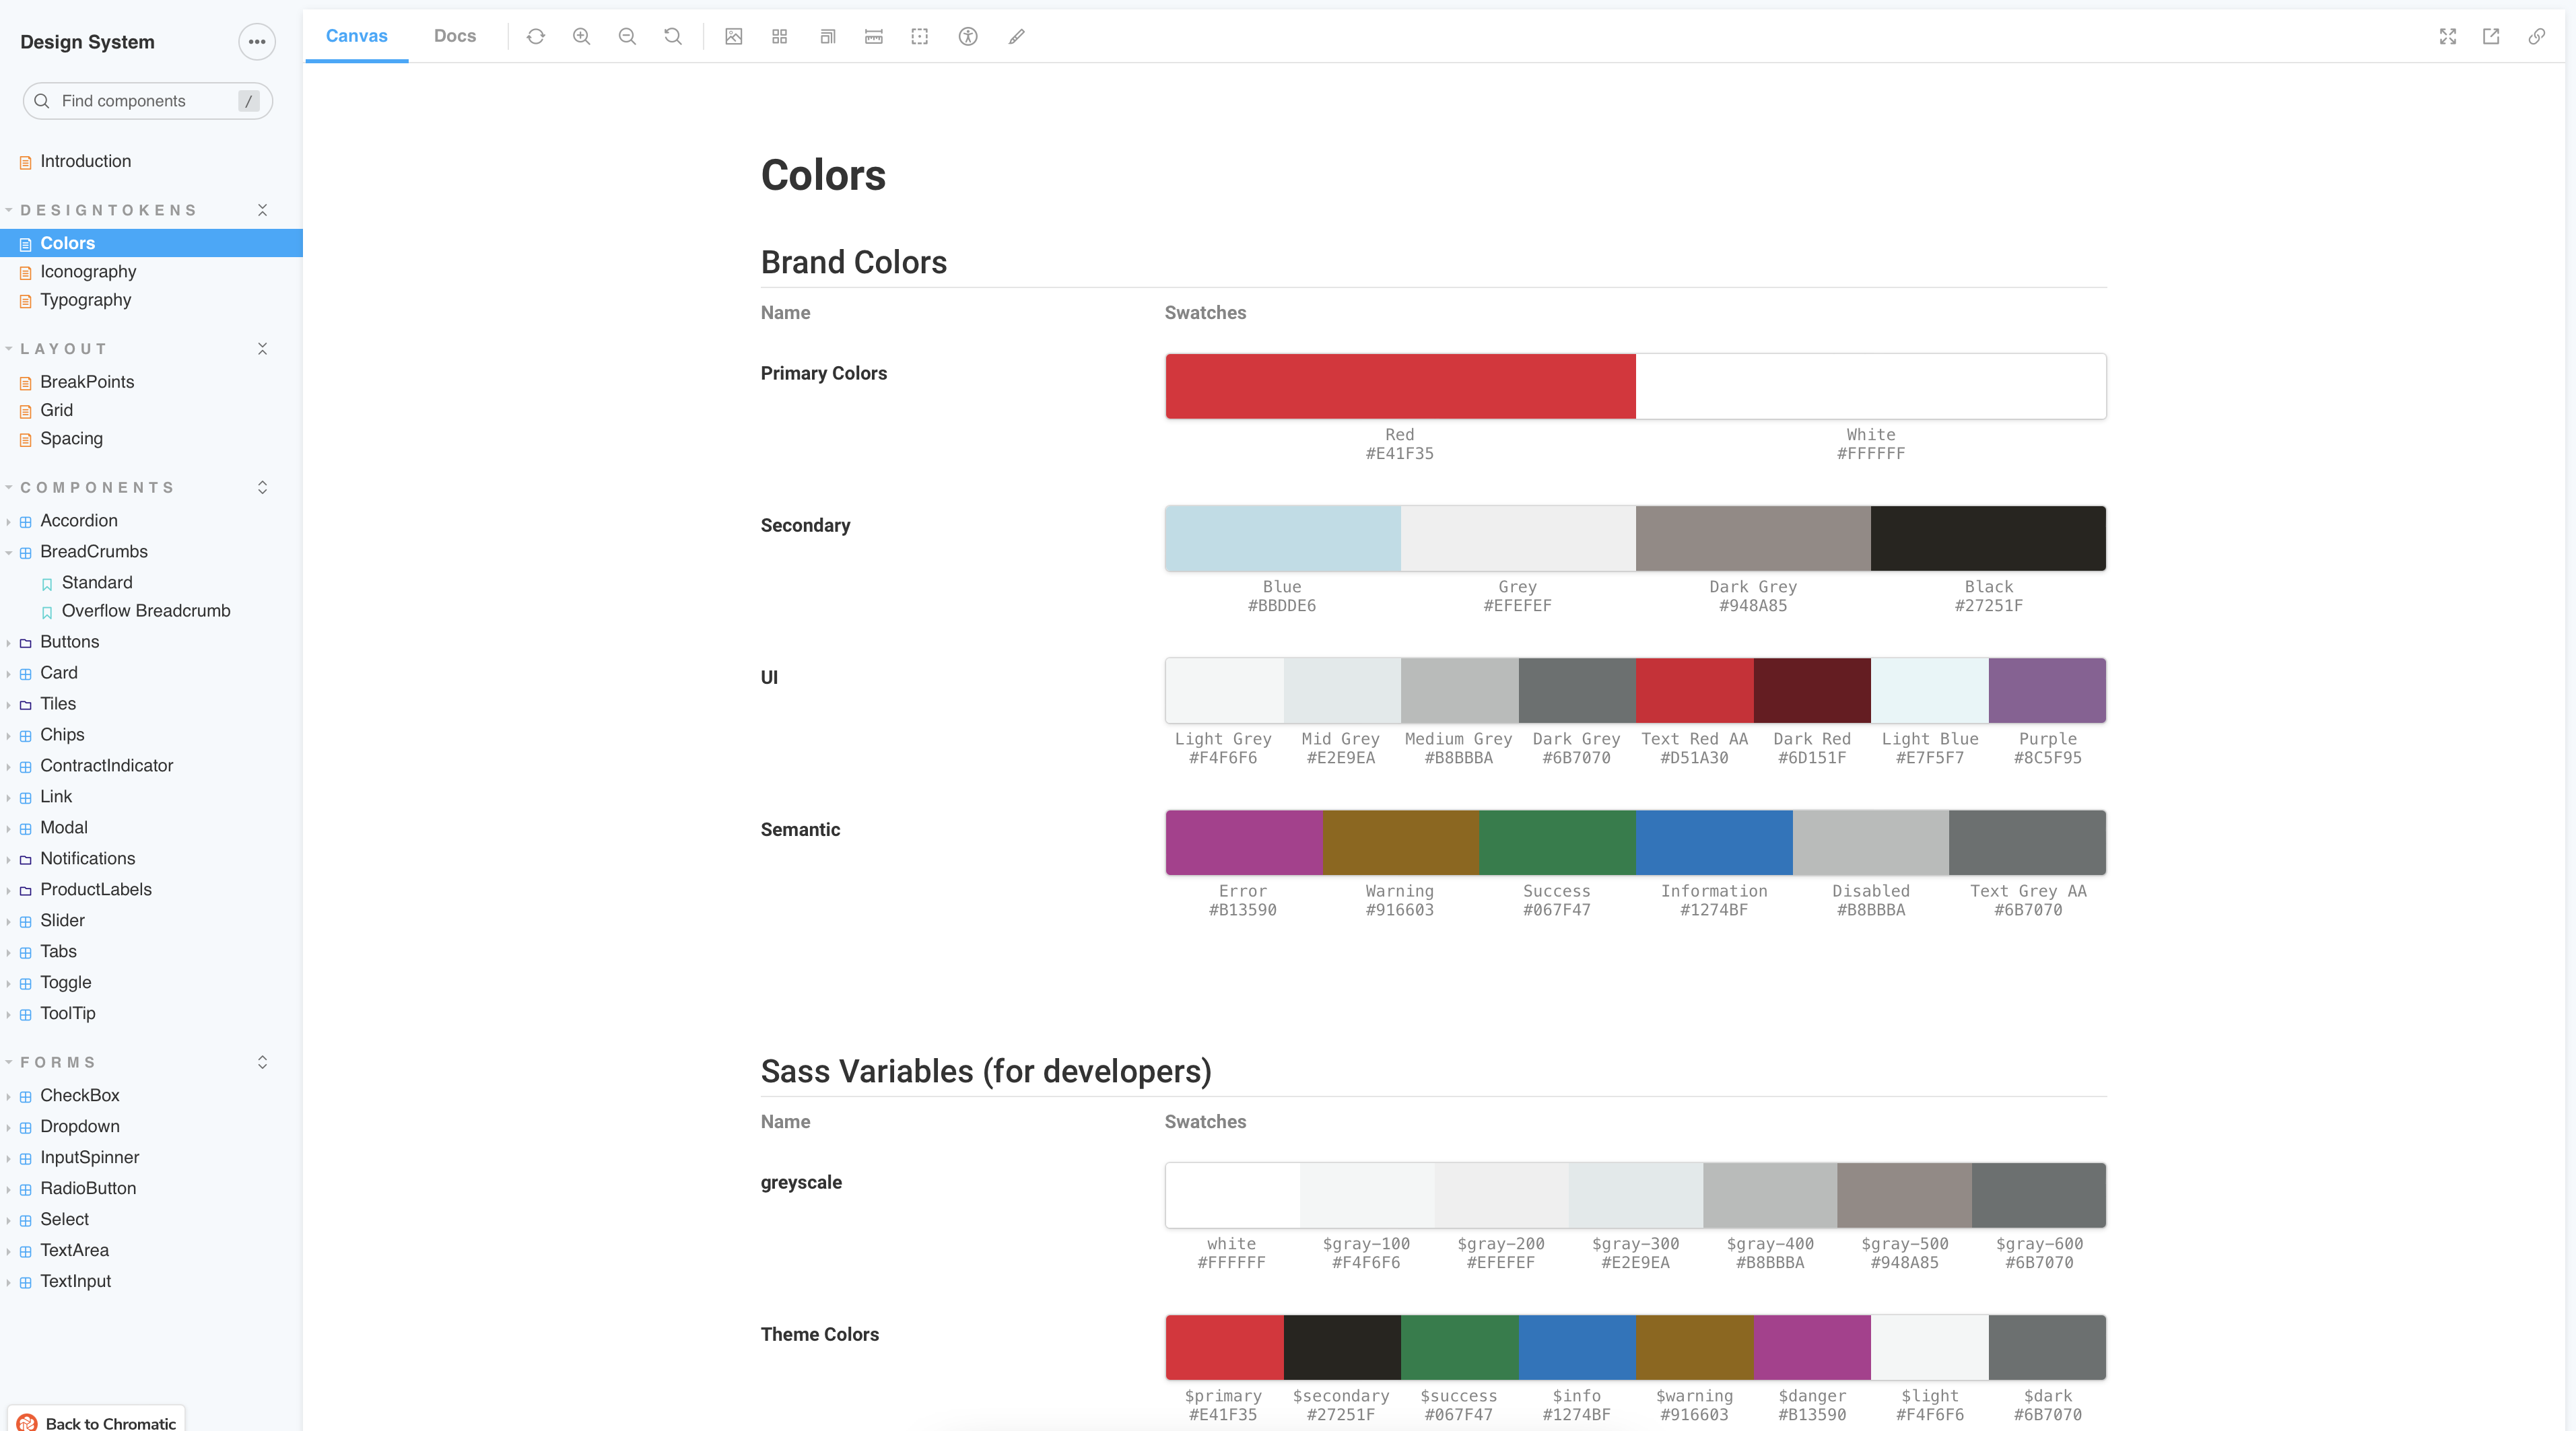 Design System
Find components /
Introduction
DESIGNTOKENS
Colors
Iconography
Typography
LAYOUT
BreakPoints
Grid
Spacing
COMPONENTS
Accordion
BreadCrumbs
Standard
Overflow Breadcrumb
Buttons
Card
Tiles
Chips
ContractIndicator
Link
Modal
Notifications
ProductLabels
Slider
Tabs
Toggle
ToolTip
FORMS
CheckBox
Dropdown
InputSpinner
RadioButton
Select
TextArea
TextInput
Back to Chromatic
Canvas Docs
Colors
Brand Colors
Name Swatches
Primary Colors
Red White
#E41F35 #FFFFFF
Secondary
Blue Grey Dark Grey Black
#BBDDE6 #EFEFEF #948A85 #27251F
UI
Light Grey Mid Grey Medium Grey Dark Grey Text Red AA Dark Red Light Blue Purple
#F4F6F6 #E2E9EA #B8BBBA #6B7070 #D51A30 #6D151F #E7F5F7 #8C5F95
Semantic
Error Warning Success Information Disabled Text Grey AA
#B13590 #916603 #067F47 #1274BF #B8BBBA #6B7070
Sass Variables (for developers)
Name Swatches
greyscale
white $gray-100 $gray-200 $gray-300 $gray-400 $gray-500 $gray-600
#FFFFFF #F4F6F6 #EFEFEF #E2E9EA #B8BBBA #948A85 #6B7070
Theme Colors
$primary $secondary $success $info $warning $danger $light $dark
#E41F35 #27251F #067F47 #1274BF #916603 #B13590 #F4F6F6 #6B7070